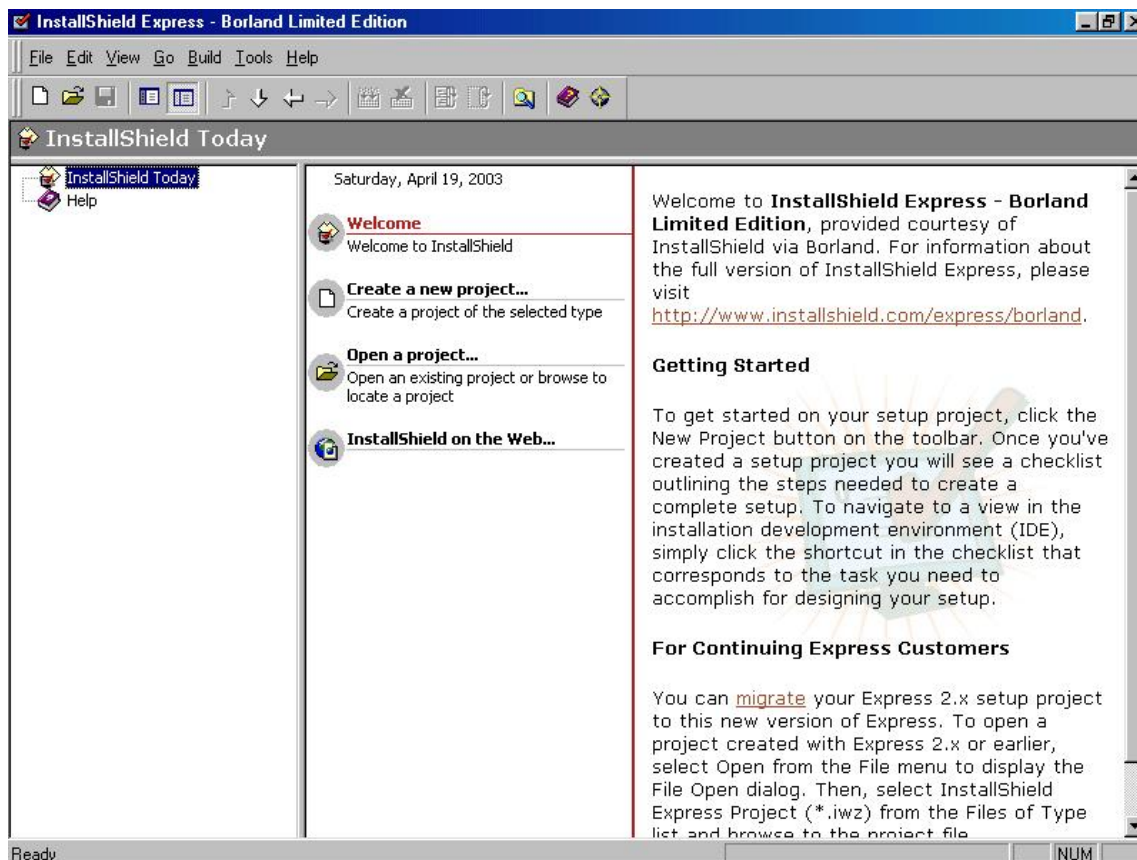 InstallShield Express - Borland Limited Edition
File Edit View Go Build Tools Help
InstallShield Today
InstallShield Today
Help
Saturday, April 19, 2003
Welcome
Welcome to InstallShield
Create a new project...
Create a project of the selected type
Open a project...
Open an existing project or browse to
locate a project
InstallShield on the Web...
Welcome to InstallShield Express - Borland
Limited Edition, provided courtesy of
InstallShield via Borland. For information about
the full version of InstallShield Express, please
visit
http://www.installshield.com/express/borland.
Getting Started
To get started on your setup project, click the
New Project button on the toolbar. Once you've
created a setup project you will see a checklist
outlining the steps needed to create a
complete setup. To navigate to a view in the
installation development environment (IDE),
simply click the shortcut in the checklist that
corresponds to the task you need to
accomplish for designing your setup.
For Continuing Express Customers
You can migrate your Express 2.x setup project
to this new version of Express. To open a
project created with Express 2.x or earlier,
select Open from the File menu to display the
File Open dialog. Then, select InstallShield
Express Project (*.iwz) from the Files of Type
list and browse to the project file.
Ready
NUM